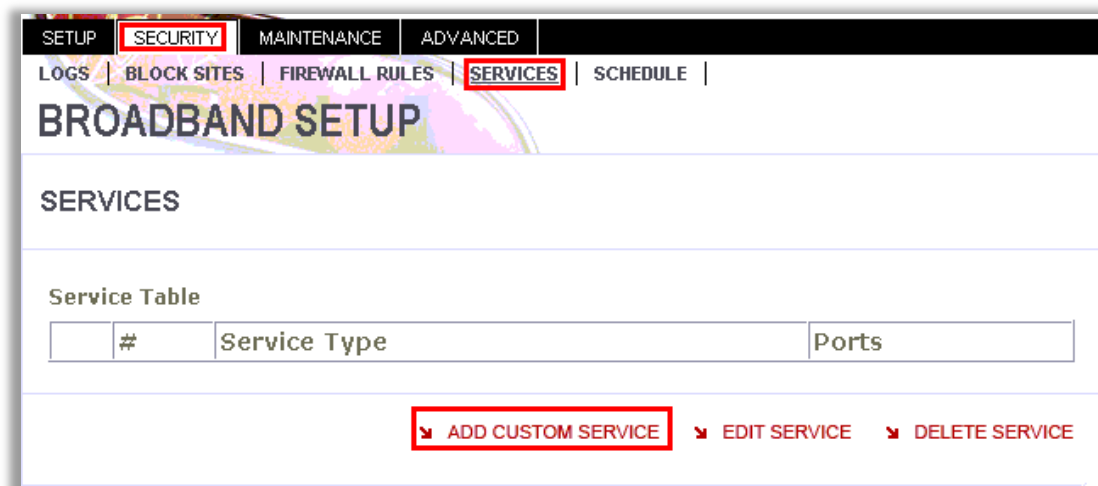 SETUP SECURITY MAINTENANCE ADVANCED
LOGS | BLOCK SITES | FIREWALL RULES | SERVICES | SCHEDULE |
BROADBAND SETUP
SERVICES
Service Table
# Service Type Ports
ADD CUSTOM SERVICE EDIT SERVICE DELETE SERVICE